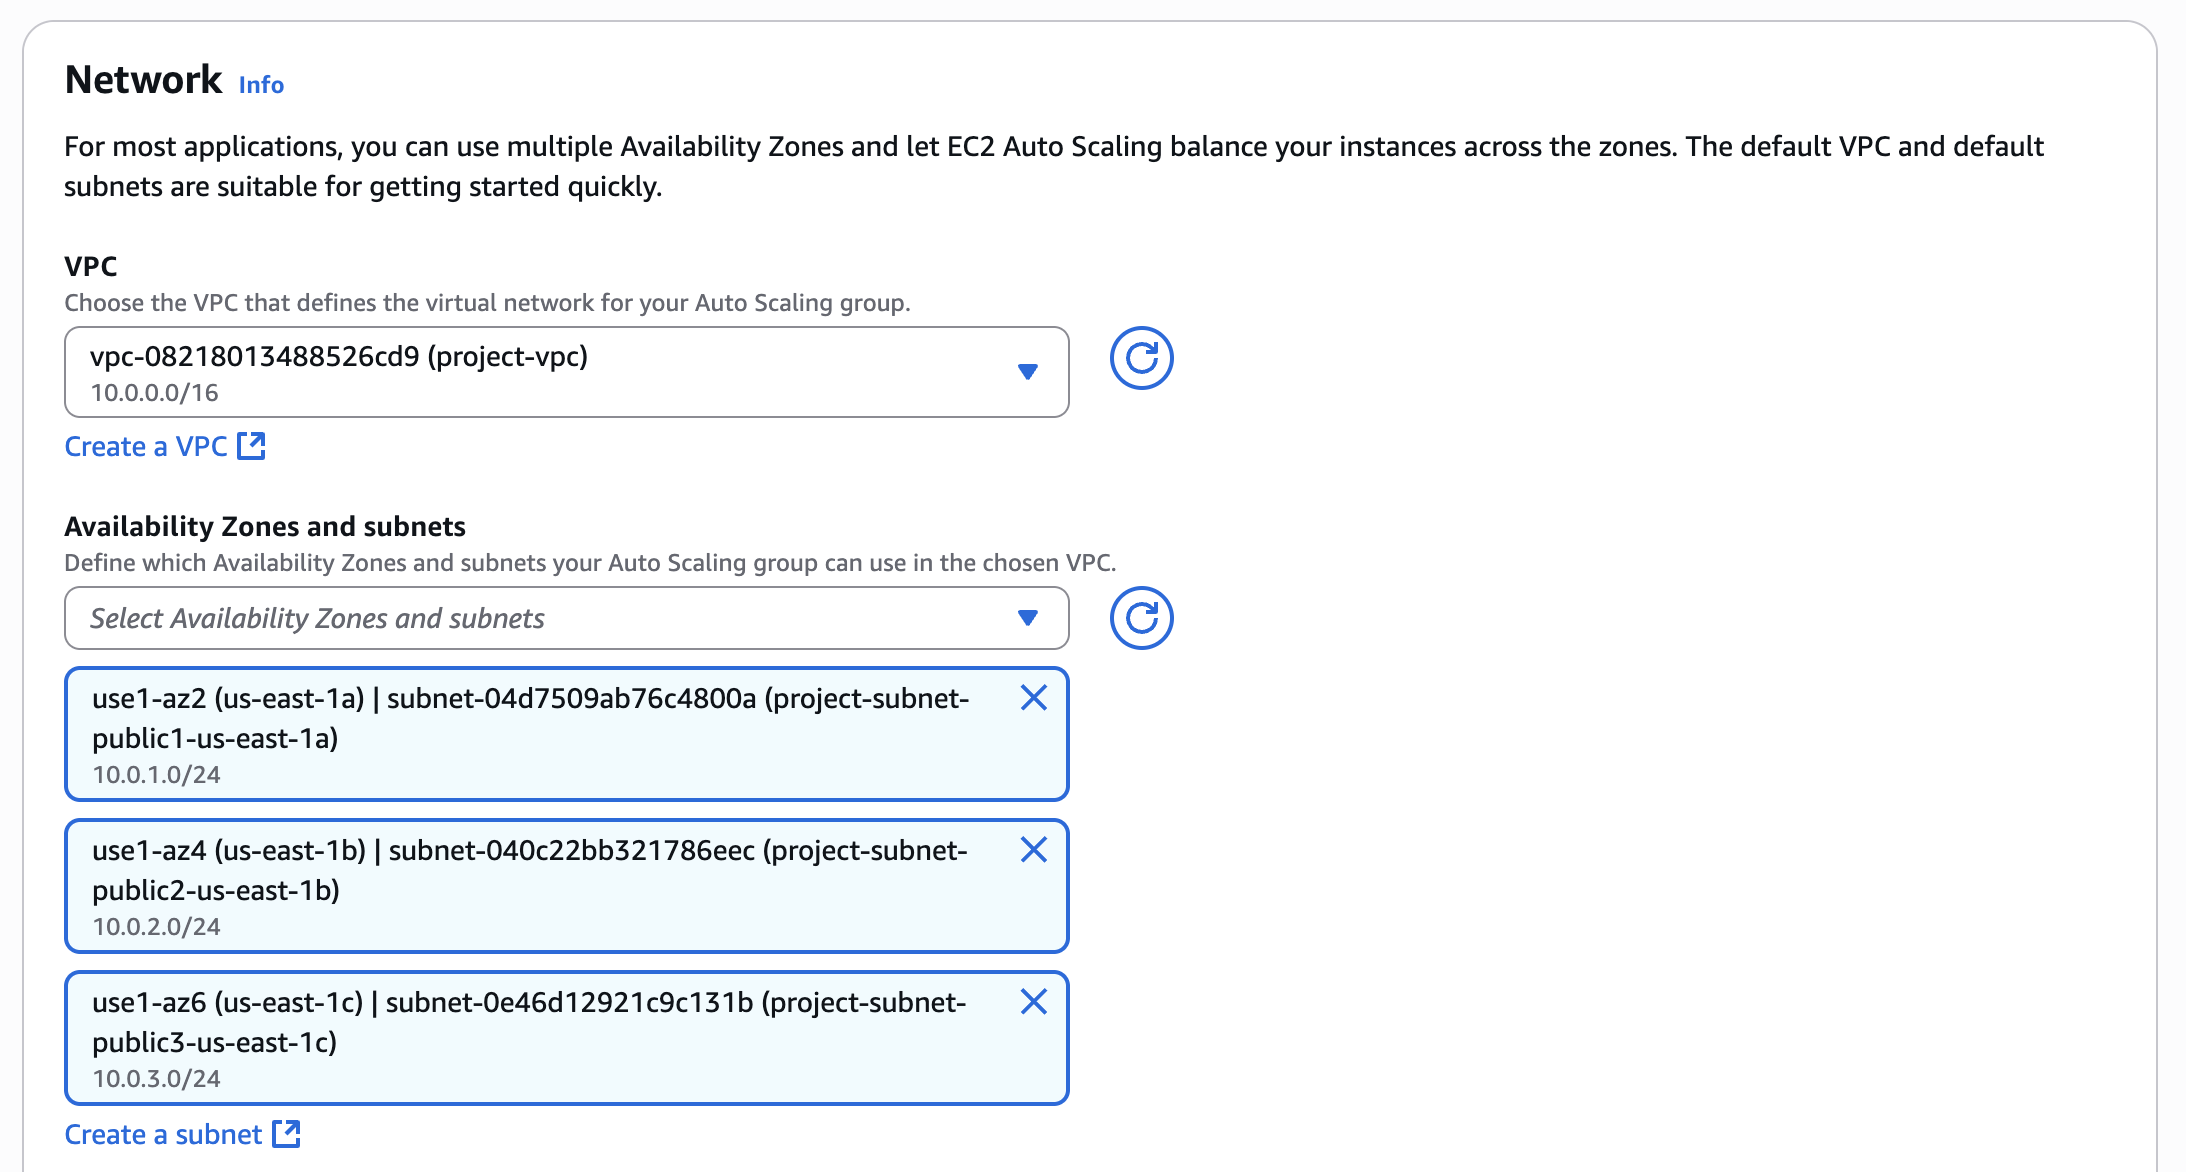 Network Info
For most applications, you can use multiple Availability Zones and let EC2 Auto Scaling balance your instances across the zones. The default VPC and default
subnets are suitable for getting started quickly.
VPC
Choose the VPC that defines the virtual network for your Auto Scaling group.
vpc-08218013488526cd9 (project-vpc)
10.0.0.0/16
Create a VPC
Availability Zones and subnets
Define which Availability Zones and subnets your Auto Scaling group can use in the chosen VPC.
Select Availability Zones and subnets
use1-az2 (us-east-1a) | subnet-04d7509ab76c4800a (project-subnet-
public1-us-east-1a)
10.0.1.0/24
use1-az4 (us-east-1b) | subnet-040c22bb321786eec (project-subnet-
public2-us-east-1b)
10.0.2.0/24
use1-az6 (us-east-1c) | subnet-0e46d12921c9c131b (project-subnet-
public3-us-east-1c)
10.0.3.0/24
Create a subnet